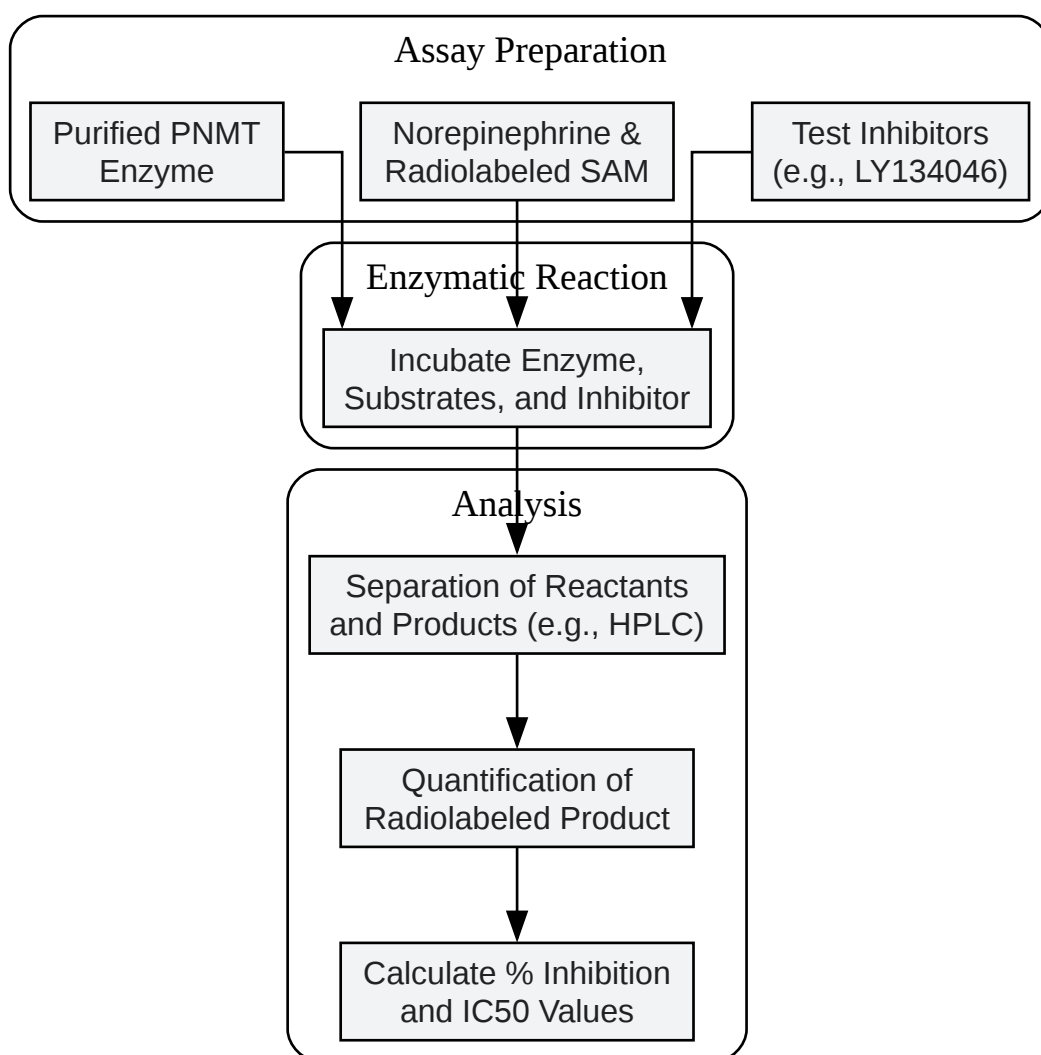 Assay Preparation
Purified PNMT
Enzyme
Norepinephrine &
Radiolabeled SAM
Test Inhibitors
(e.g., LY134046)
Enzymatic Reaction
Incubate Enzyme,
Substrates, and Inhibitor
Analysis
Separation of Reactants
and Products (e.g., HPLC)
Quantification of
Radiolabeled Product
Calculate % Inhibition
and IC50 Values